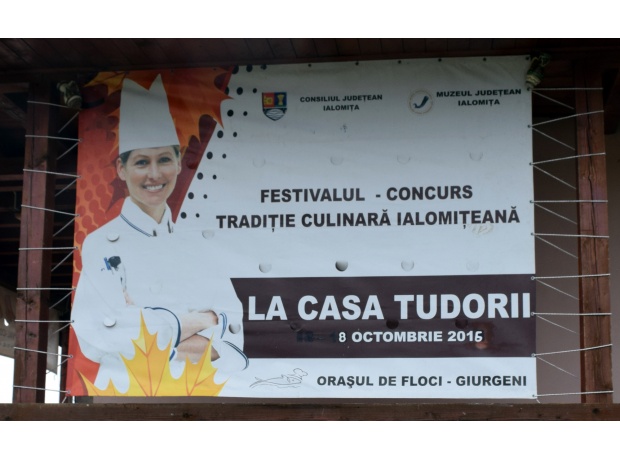 CONSILIUL JUDEȚEAN
IALOMIȚA
MUZEUL JUDEȚEAN
IALOMIȚA
FESTIVALUL - CONCURS
TRADIȚIE CULINARĂ IALOMIȚEANĂ
LA CASA TUDORII
8 OCTOMBRIE 2016
ORAȘUL DE FLOCI - GIURGENI